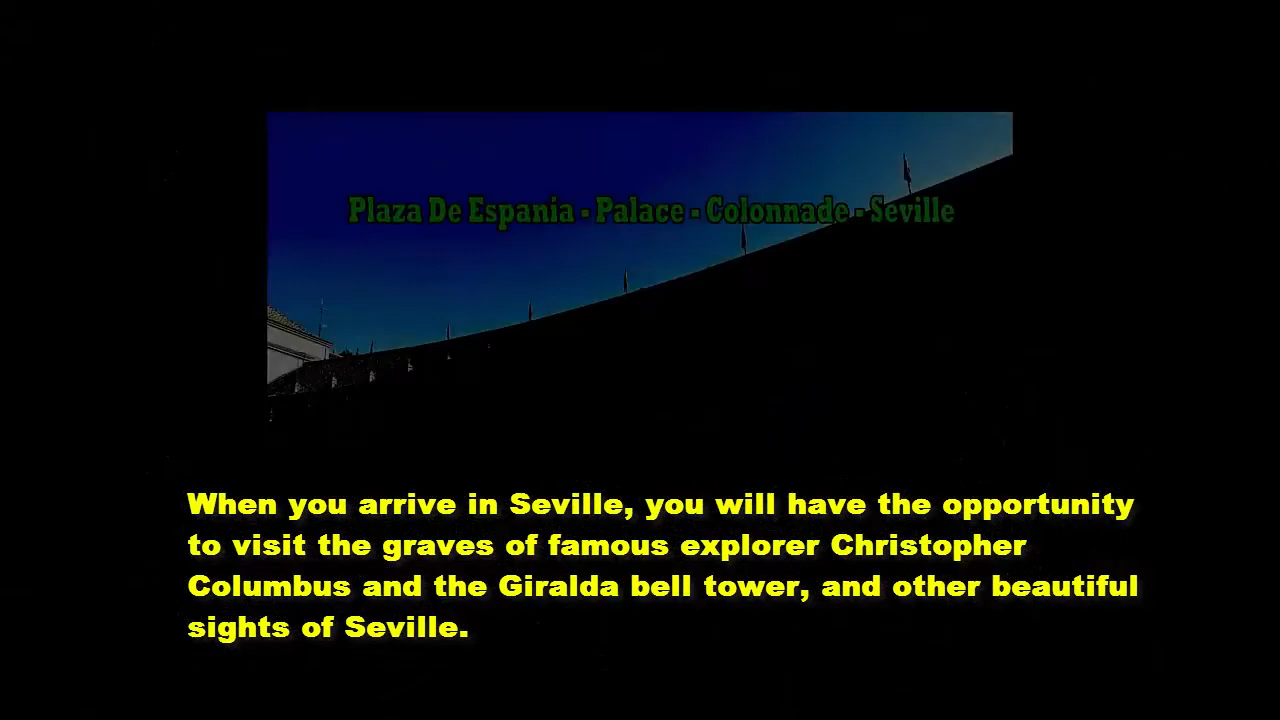 Plaza De Espania - Palace - Colonnade - Seville
When you arrive in Seville, you will have the opportunity
to visit the graves of famous explorer Christopher
Columbus and the Giralda bell tower, and other beautiful
sights of Seville.